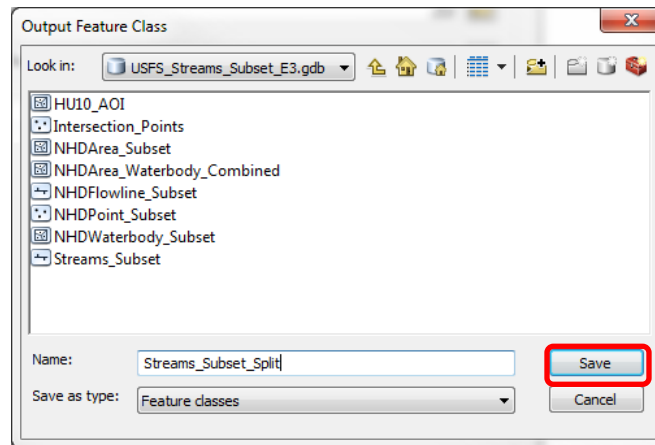 Output Feature Class
Look in: USFS_Streams_Subset_E3.gdb
HU10_AOI
Intersection_Points
NHDArea_Subset
NHDArea_Waterbody_Combined
NHDFlowline_Subset
NHDPoint_Subset
NHDWaterbody_Subset
Streams_Subset
Name: Streams_Subset_Split Save
Save as type: Feature classes Cancel